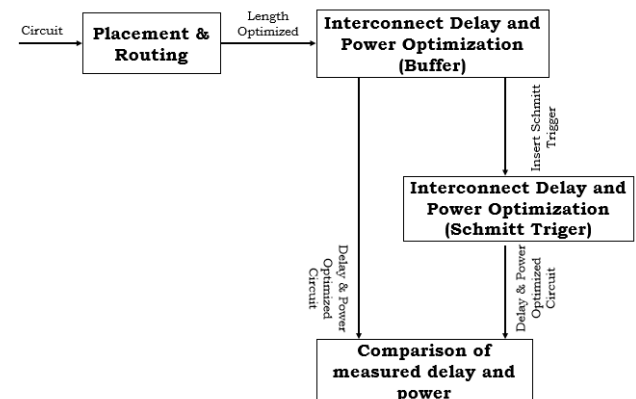 Circuit
Placement &
Routing
Length
Optimized
Interconnect Delay and
Power Optimization
(Buffer)
Insert Schmitt
Trigger
Interconnect Delay and
Power Optimization
(Schmitt Triger)
Delay & Power
Optimized
Circuit
Delay & Power
Optimized
Circuit
Comparison of
measured delay and
power